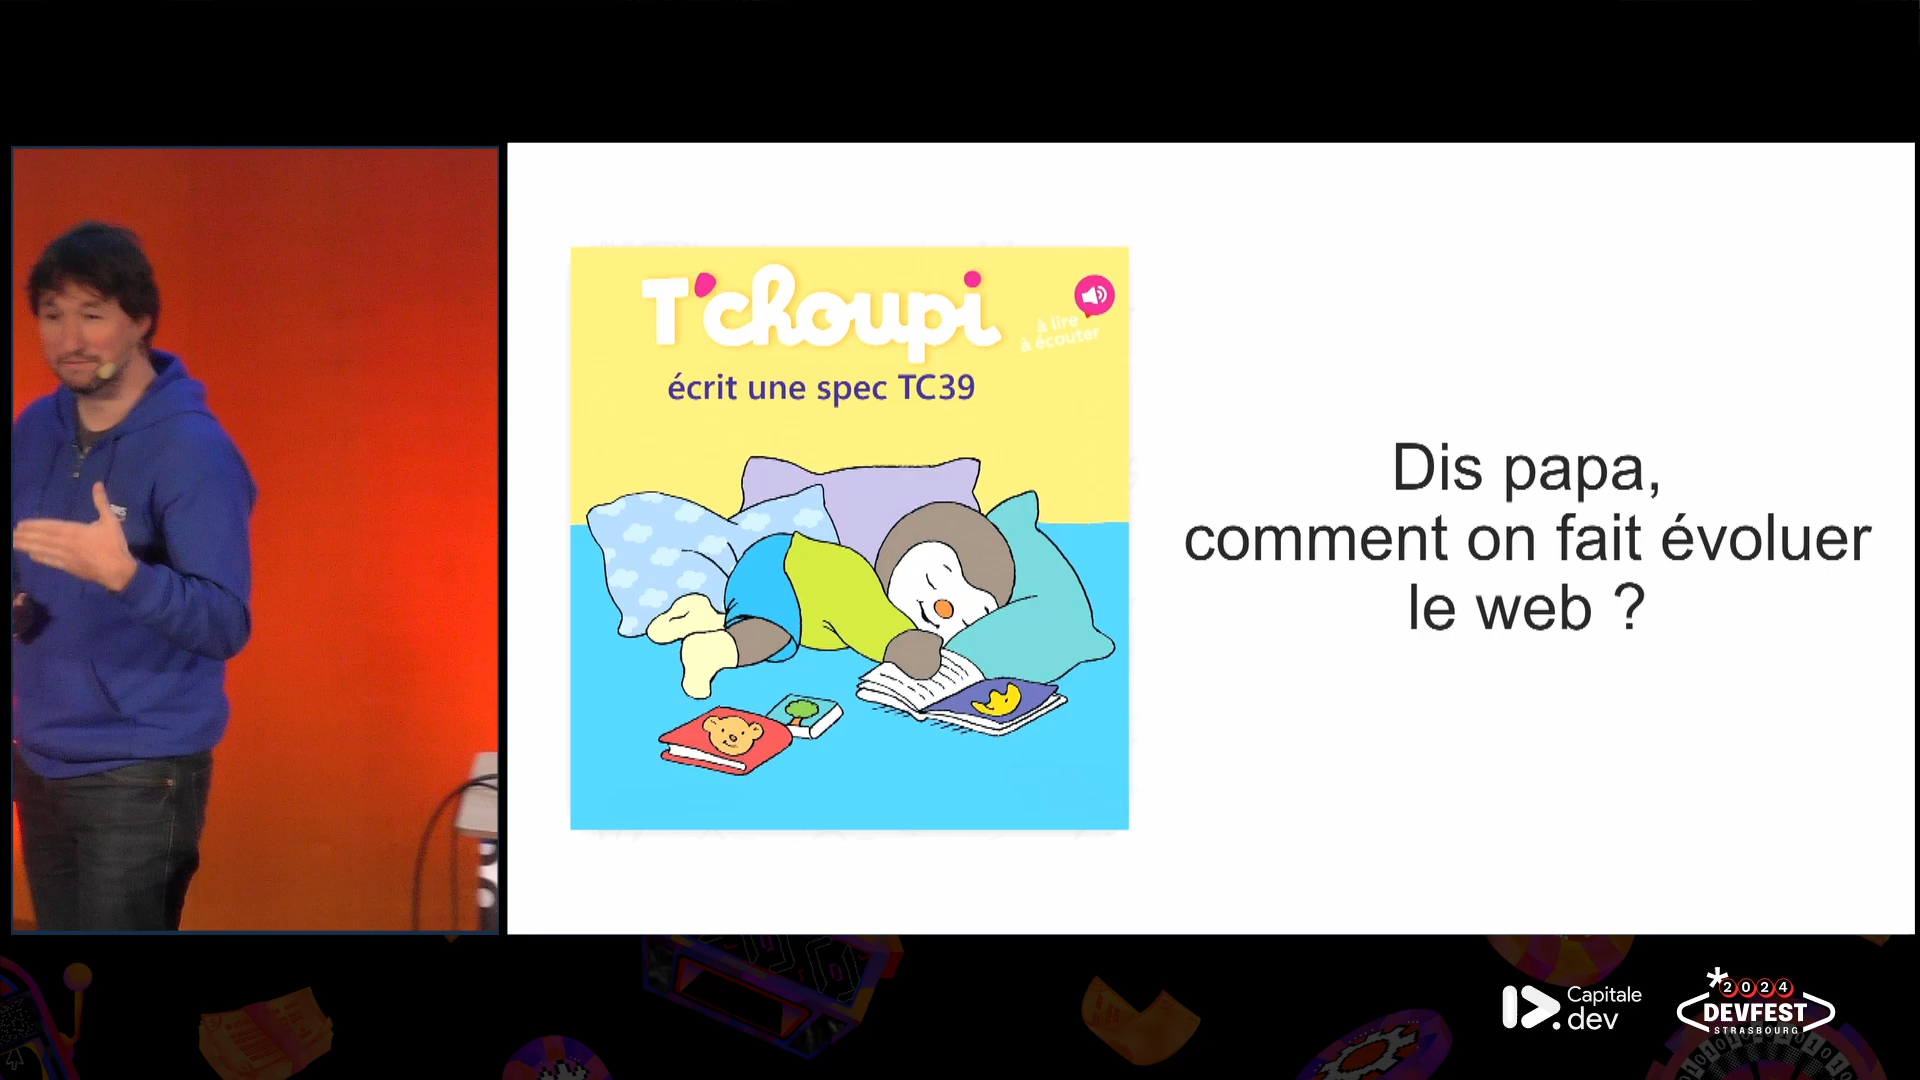 T'choupi
à lire
à écouter
écrit une spec TC39
Dis papa,
comment on fait évoluer
le web ?
Capitale
.dev
*2024
DEVFEST
STRASBOURG